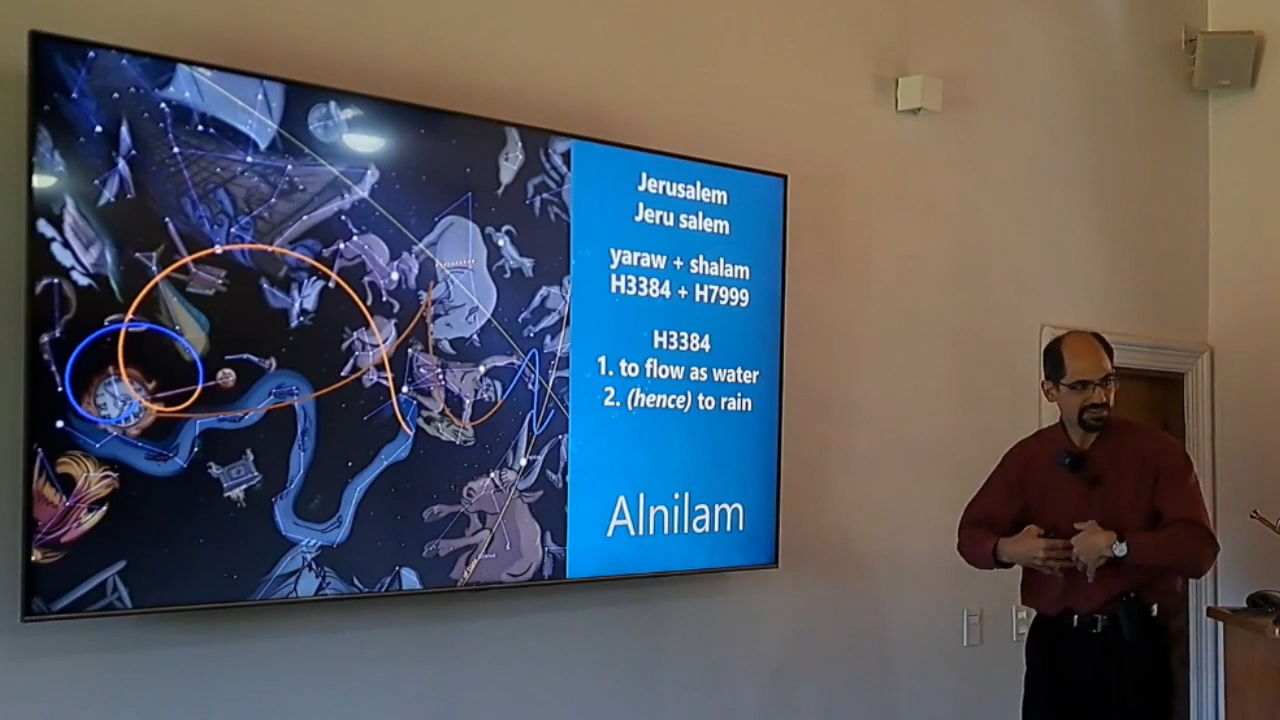 Jerusalem
Jeru salem
yaraw + shalam
H3384 + H7999
H3384
1. to flow as water
2. (hence) to rain
Alnilam